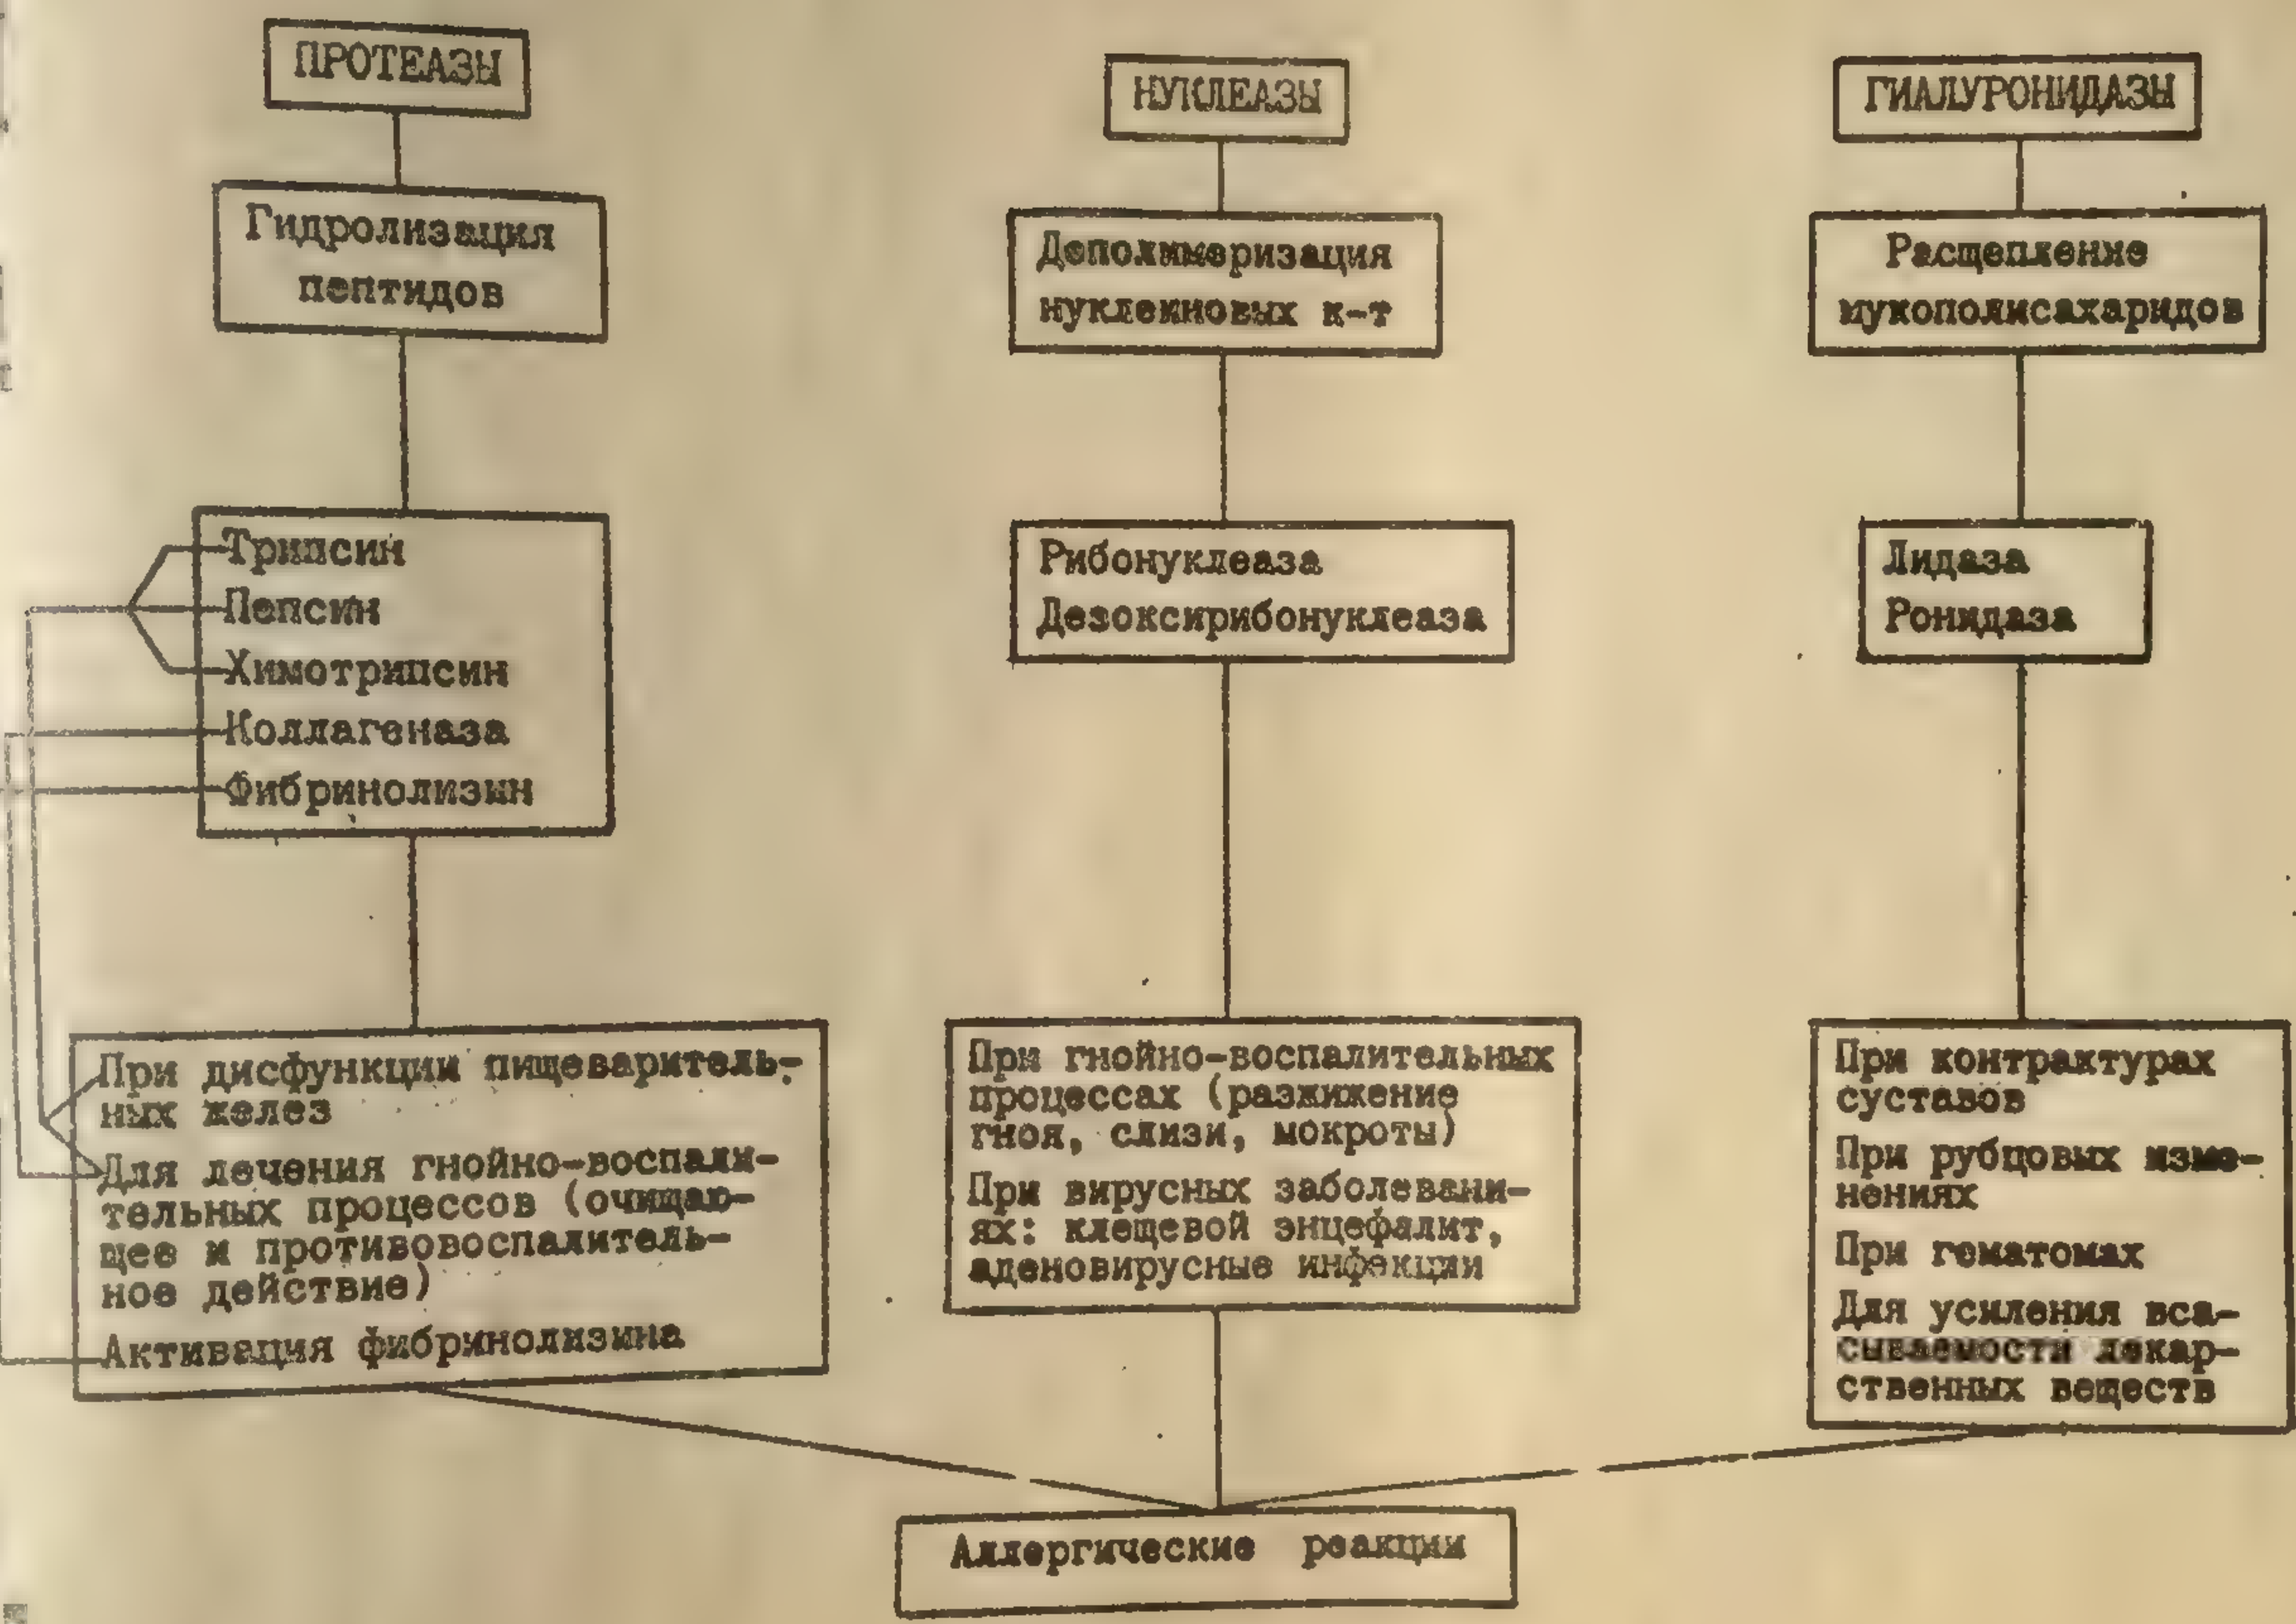 ПРОТЕАЗЫ
Гидролизация
пептидов
Трипсин
Пепсин
Химотрипсин
Коллагеназа
Фибринолизин
При дисфункции пищеваритель-
ных желез
Для лечения гнойно-воспали-
тельных процессов (очищаю-
щее и противовоспалитель-
ное действие)
Активация фибринолизина
НУКЛЕАЗЫ
Деполимеризация
нуклеиновых к-т
Рибонуклеаза
Дезоксирибонуклеаза
При гнойно-воспалительных
процессах (разжижение
гноя, слизи, мокроты)
При вирусных заболевани-
ях: клещевой энцефалит,
аденовирусные инфекции
ГИАЛУРОНИДАЗЫ
Расщепление
мукополисахаридов
Лидаза
Ронидаза
При контрактурах
суставов
При рубцовых изме-
нениях
При гематомах
Для усиления вса-
сываемости лекар-
ственных веществ
Аллергические реакции